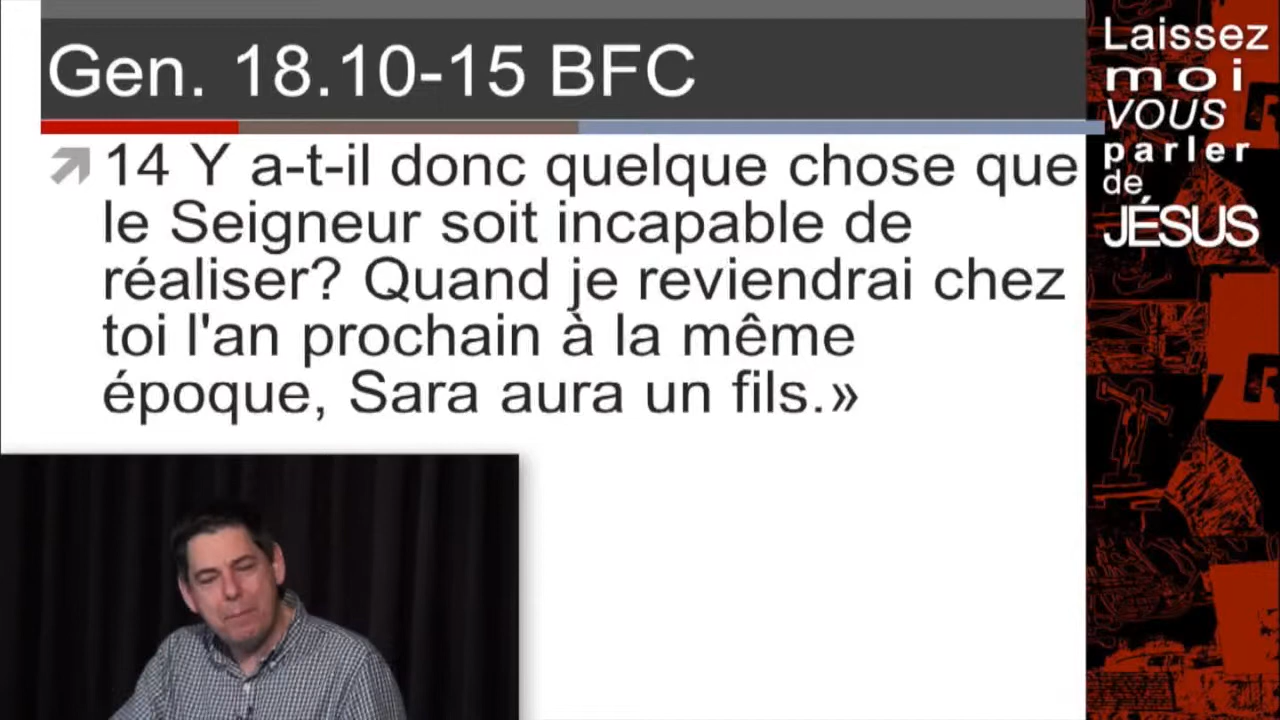 Gen. 18.10-15 BFC
14 Y a-t-il donc quelque chose que
le Seigneur soit incapable de
réaliser? Quand je reviendrai chez
toi l'an prochain à la même
époque, Sara aura un fils.»
Laissez
moi
VOUS
parler
de
JÉSUS